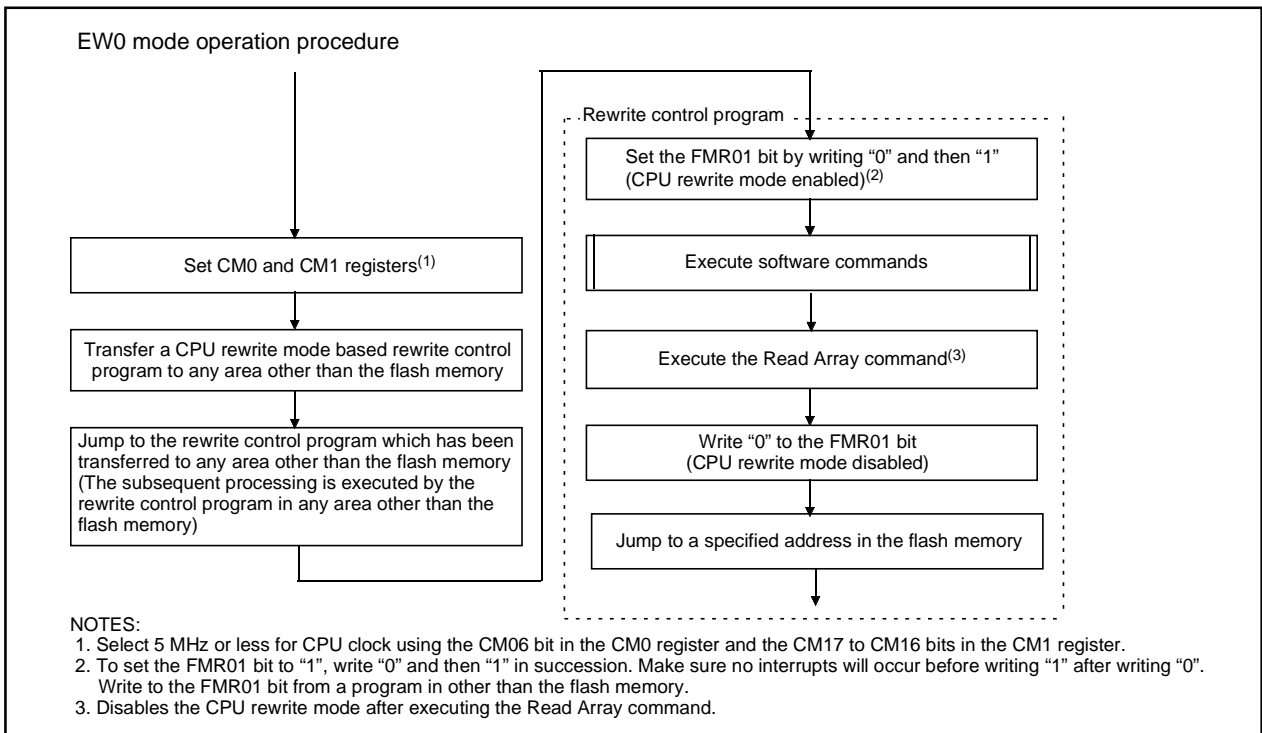 EW0 mode operation procedure
Set CM0 and CM1 registers(1)
Transfer a CPU rewrite mode based rewrite control
program to any area other than the flash memory
Jump to the rewrite control program which has been
transferred to any area other than the flash memory
(The subsequent processing is executed by the
rewrite control program in any area other than the
flash memory)
Rewrite control program
Set the FMR01 bit by writing “0” and then “1”
(CPU rewrite mode enabled)(2)
Execute software commands
Execute the Read Array command(3)
Write “0” to the FMR01 bit
(CPU rewrite mode disabled)
Jump to a specified address in the flash memory
NOTES:
1. Select 5 MHz or less for CPU clock using the CM06 bit in the CM0 register and the CM17 to CM16 bits in the CM1 register.
2. To set the FMR01 bit to “1”, write “0” and then “1” in succession. Make sure no interrupts will occur before writing “1” after writing “0”.
Write to the FMR01 bit from a program in other than the flash memory.
3. Disables the CPU rewrite mode after executing the Read Array command.